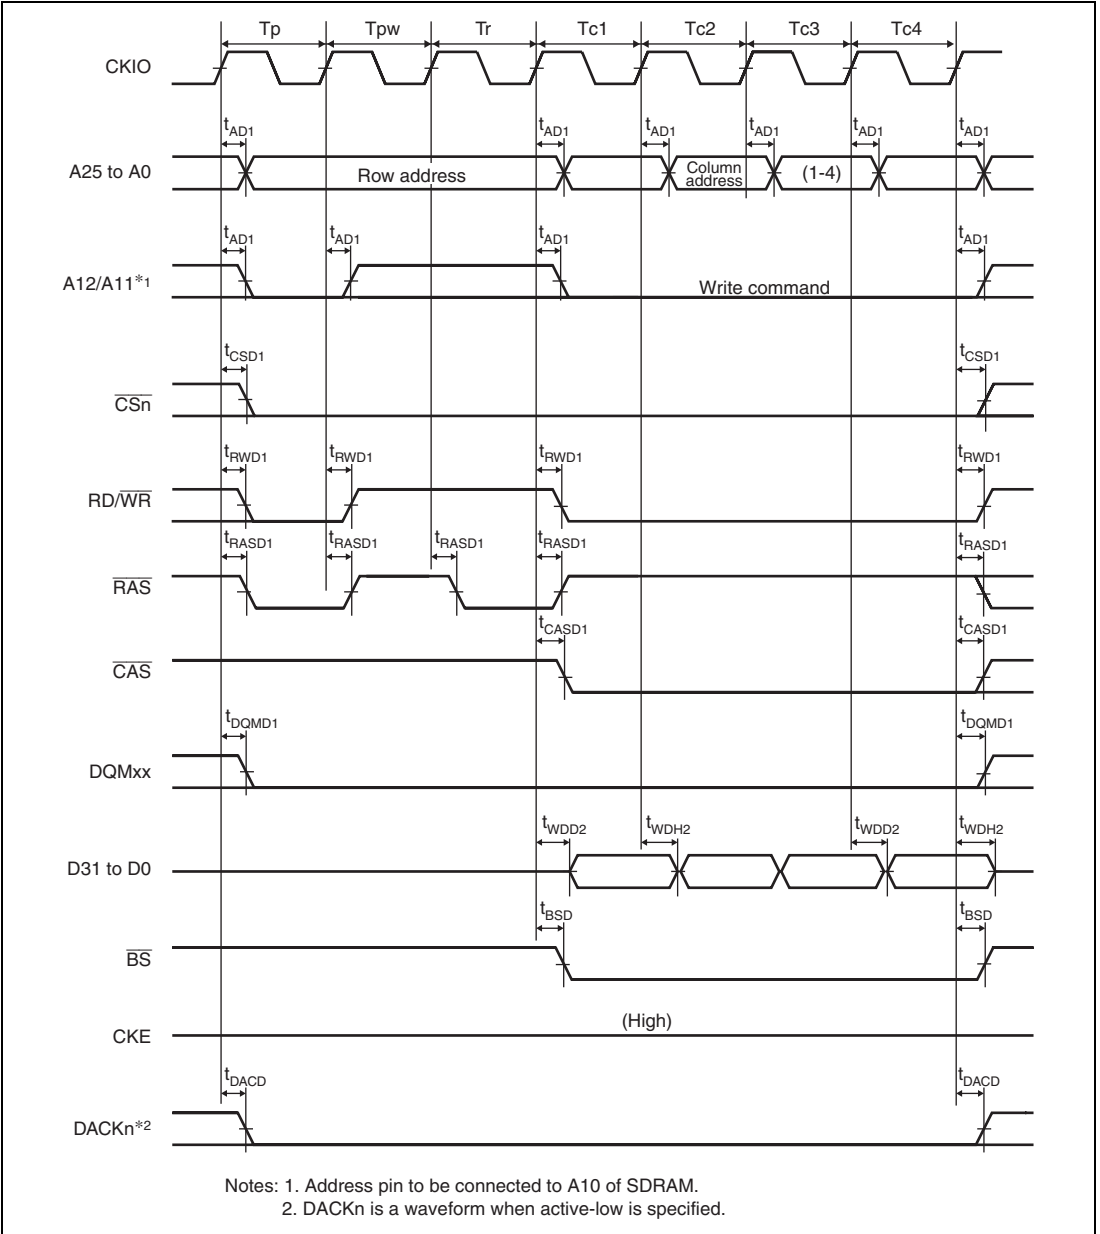 Tp Tpw Tr Tc1 Tc2 Tc3 Tc4
CKIO
tAD1 tAD1 tAD1 tAD1 tAD1 tAD1
A25 to A0
Row address
Column
address
(1-4)
tAD1 tAD1 tAD1 tAD1
A12/A11*1
Write command
tCSD1 tCSD1
CSn
tRWD1 tRWD1 tRWD1 tRWD1
RD/WR
tRASD1 tRASD1 tRASD1 tRASD1 tRASD1
RAS
tCASD1 tCASD1
CAS
tDQMD1 tDQMD1
DQMxx
tWDD2 tWDH2 tWDD2 tWDH2
D31 to D0
tBSD tBSD
BS
(High)
CKE
tDACD tDACD
DACKn*2
Notes: 1. Address pin to be connected to A10 of SDRAM.
2. DACKn is a waveform when active-low is specified.